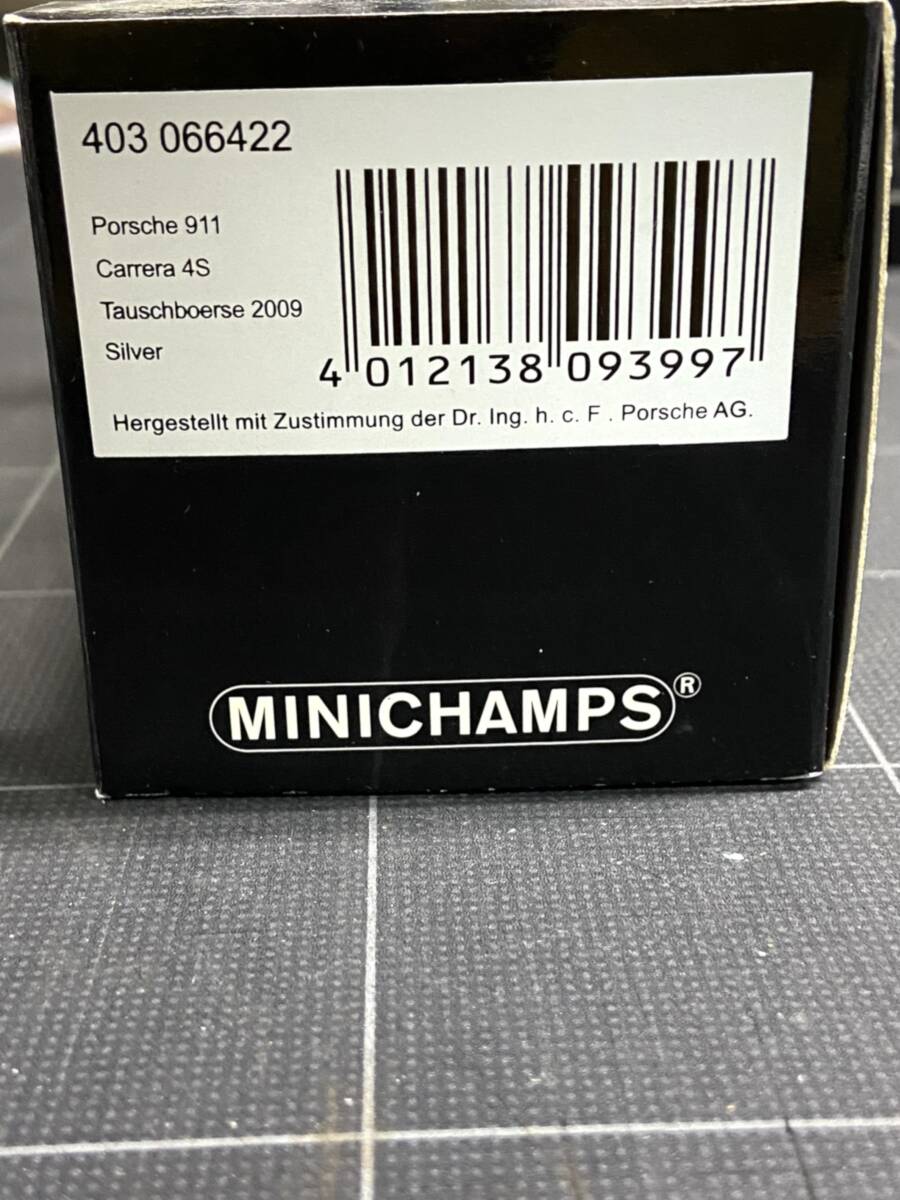 403 066422
Porsche 911
Carrera 4S
Tauschboerse 2009
Silver
4 012138 093997
Hergestellt mit Zustimmung der Dr. Ing. h. c. F . Porsche AG.
MINICHAMPS®